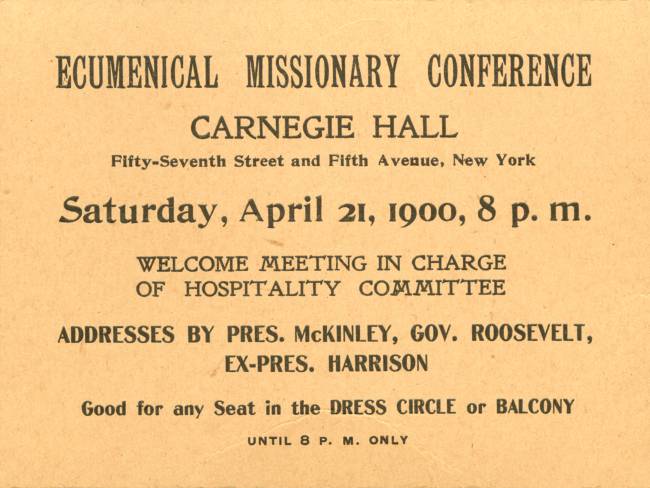 ECUMENICAL MISSIONARY CONFERENCE
CARNEGIE HALL
Fifty-Seventh Street and Fifth Avenue, New York
Saturday, April 21, 1900, 8 p. m.
WELCOME MEETING IN CHARGE
OF HOSPITALITY COMMITTEE
ADDRESSES BY PRES. McKINLEY, GOV. ROOSEVELT,
EX-PRES. HARRISON
Good for any Seat in the DRESS CIRCLE or BALCONY
UNTIL 8 P. M. ONLY